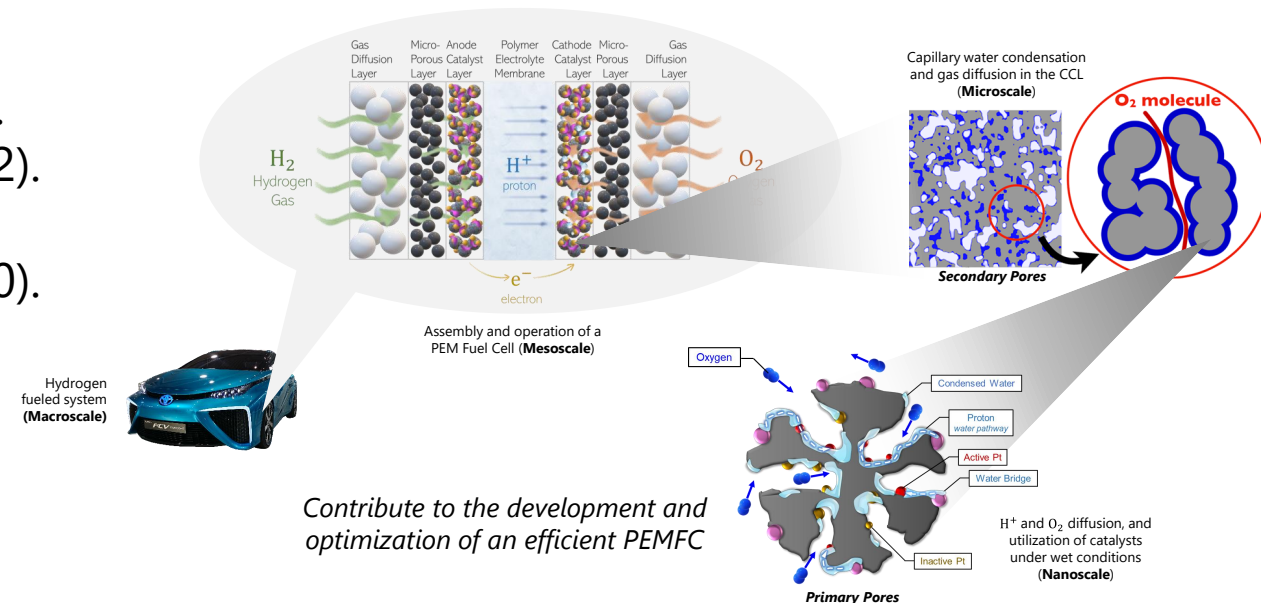 .
2).
0).
Gas
Diffusion
Layer
Micro-
Porous
Layer
Anode
Catalyst
Layer
Polymer
Electrolyte
Membrane
Cathode
Catalyst
Layer
Micro-
Porous
Layer
Gas
Diffusion
Layer
H₂
Hydrogen
Gas
H⁺
proton
O₂
e⁻
electron
Assembly and operation of a
PEM Fuel Cell (Mesoscale)
Capillary water condensation
and gas diffusion in the CCL
(Microscale)
O₂ molecule
Secondary Pores
Hydrogen
fueled system
(Macroscale)
FCV
Contribute to the development and
optimization of an efficient PEMFC
Oxygen
Condensed Water
Proton
water pathway
Active Pt
Water Bridge
Inactive Pt
Primary Pores
H⁺ and O₂ diffusion, and
utilization of catalysts
under wet conditions
(Nanoscale)